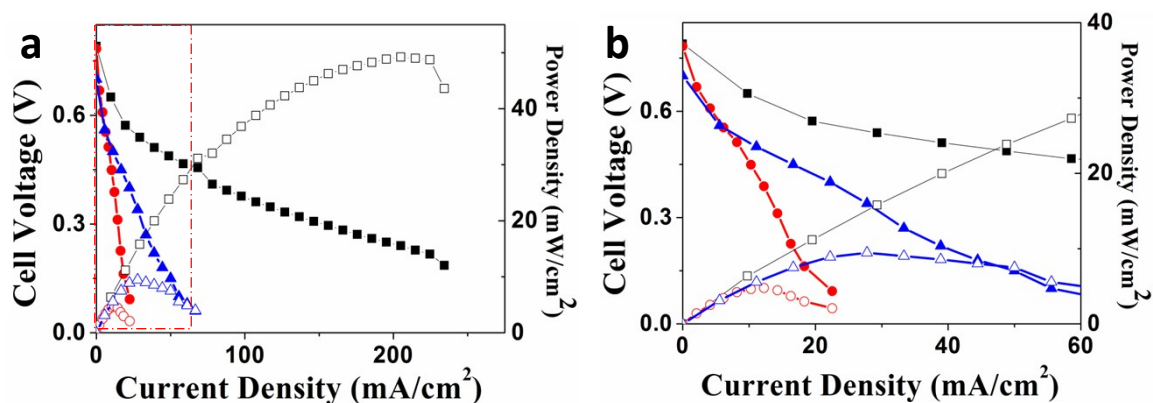 a
Cell Voltage (V)
0.6
0.3
0.0
0
100
200
Current Density (mA/cm2)
40
20
0
Power Density (mW/cm2)
b
Cell Voltage (V)
0.6
0.3
0.0
0
20
40
60
Current Density (mA/cm2)
40
20
0
Power Density (mW/cm2)